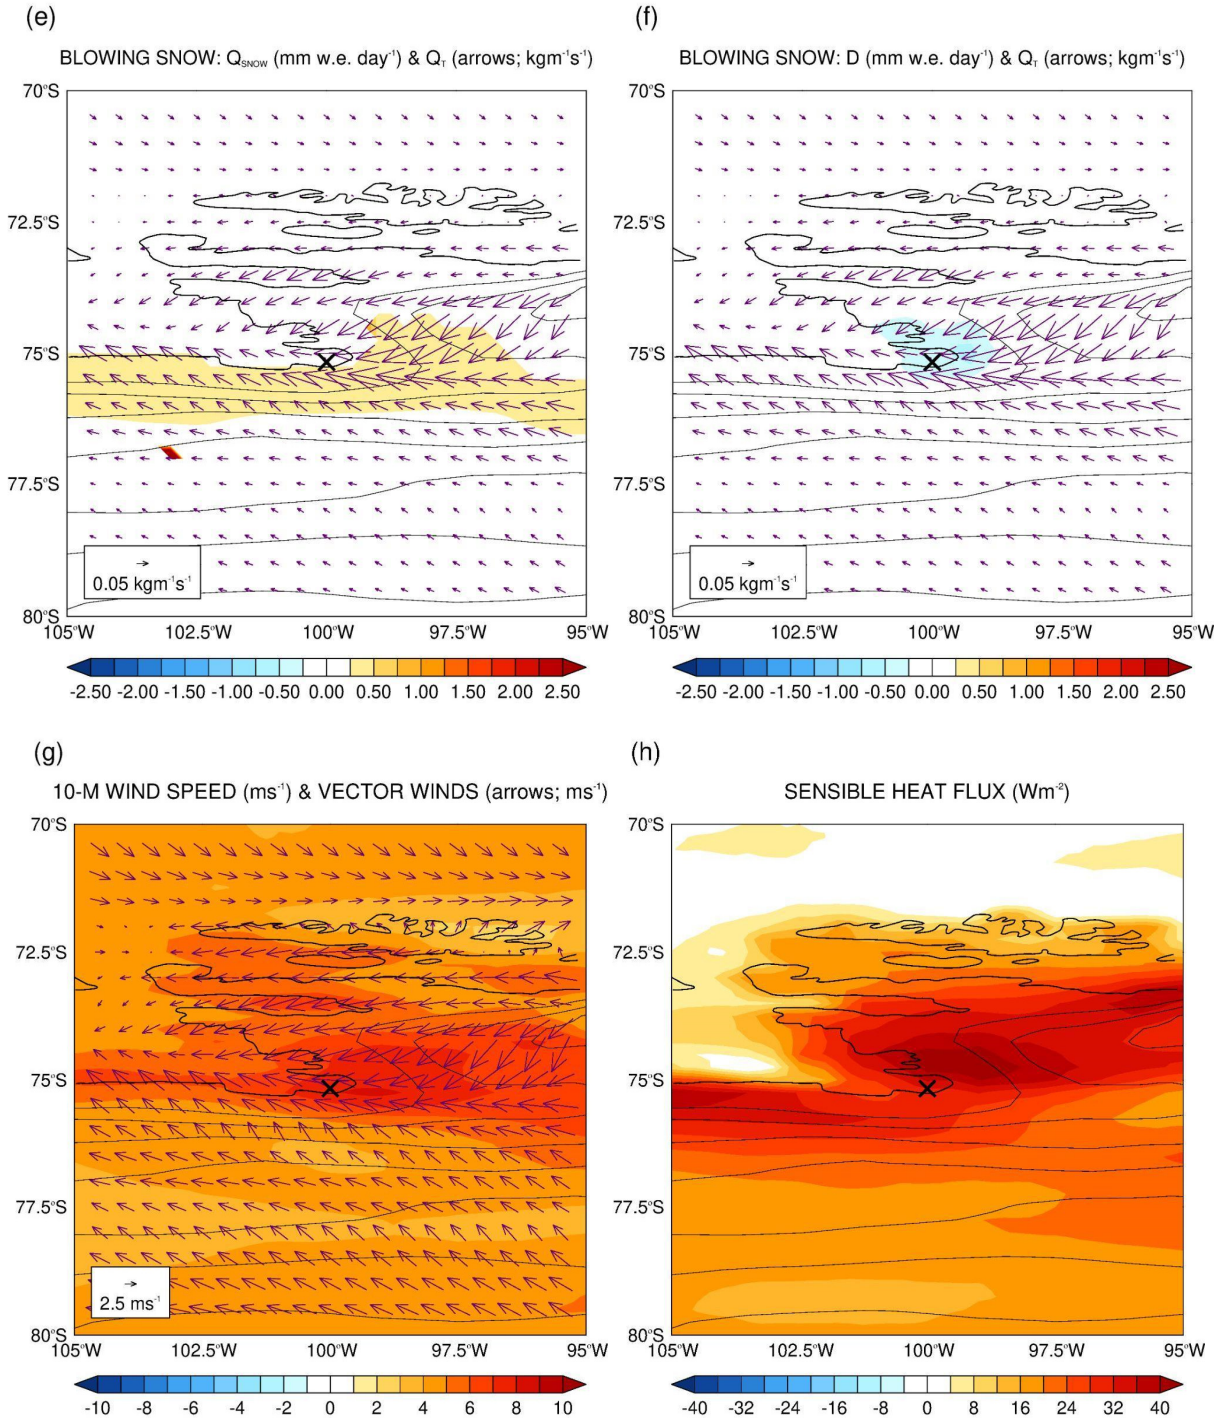 (e)
(f)
BLOWING SNOW: Q_SNOW (mm w.e. day⁻¹) & Q_T (arrows; kgm⁻¹s⁻¹)
BLOWING SNOW: D (mm w.e. day⁻¹) & Q_T (arrows; kgm⁻¹s⁻¹)
70°S
72.5°S
75°S
77.5°S
80°S
0.05 kgm⁻¹s⁻¹
105°W 102.5°W 100°W 97.5°W 95°W
-2.50 -2.00 -1.50 -1.00 -0.50 0.00 0.50 1.00 1.50 2.00 2.50
70°S
72.5°S
75°S
77.5°S
80°S
0.05 kgm⁻¹s⁻¹
105°W 102.5°W 100°W 97.5°W 95°W
-2.50 -2.00 -1.50 -1.00 -0.50 0.00 0.50 1.00 1.50 2.00 2.50
(g)
(h)
10-M WIND SPEED (ms⁻¹) & VECTOR WINDS (arrows; ms⁻¹)
SENSIBLE HEAT FLUX (Wm⁻²)
70°S
72.5°S
75°S
77.5°S
80°S
2.5 ms⁻¹
105°W 102.5°W 100°W 97.5°W 95°W
-10 -8 -6 -4 -2 0 2 4 6 8 10
70°S
72.5°S
75°S
77.5°S
80°S
105°W 102.5°W 100°W 97.5°W 95°W
-40 -32 -24 -16 -8 0 8 16 24 32 40